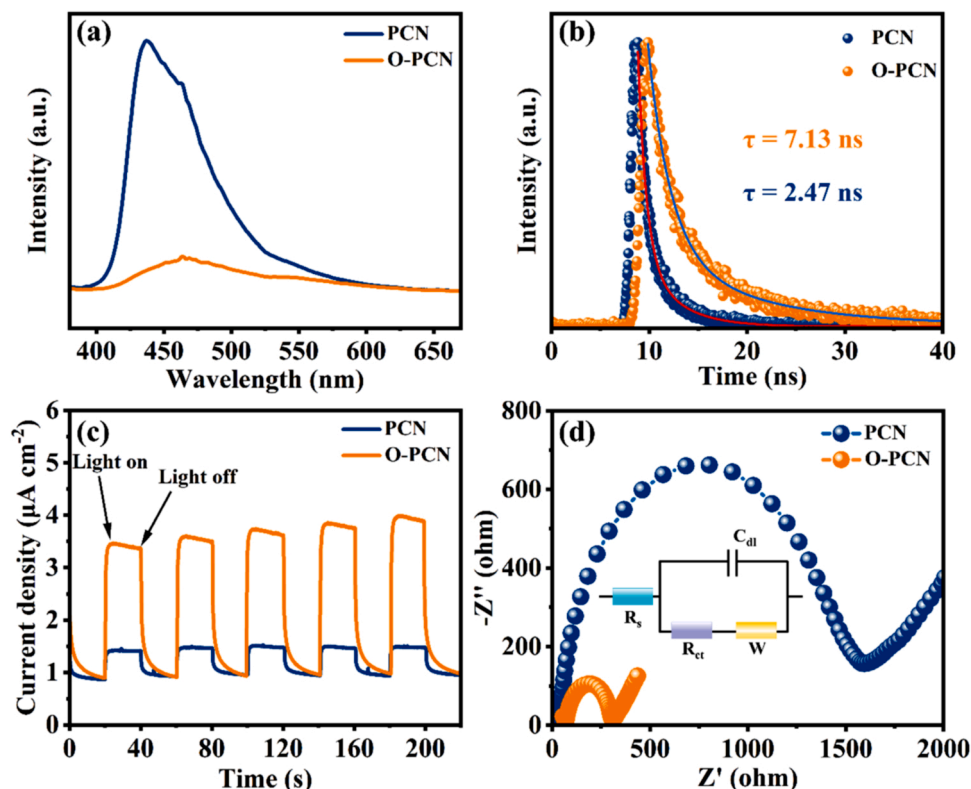 (a)
PCN
O-PCN
Intensity (a.u.)
400 450 500 550 600 650
Wavelength (nm)
(b)
PCN
O-PCN
τ = 7.13 ns
τ = 2.47 ns
Intensity (a.u.)
0 10 20 30 40
Time (ns)
(c)
PCN
O-PCN
Light on
Light off
Current density (μA cm⁻²)
6
5
4
3
2
1
0
0 40 80 120 160 200
Time (s)
(d)
PCN
O-PCN
-Z'' (ohm)
800
600
400
200
0
C_dl
R_s
R_ct W
0 500 1000 1500 2000
Z' (ohm)